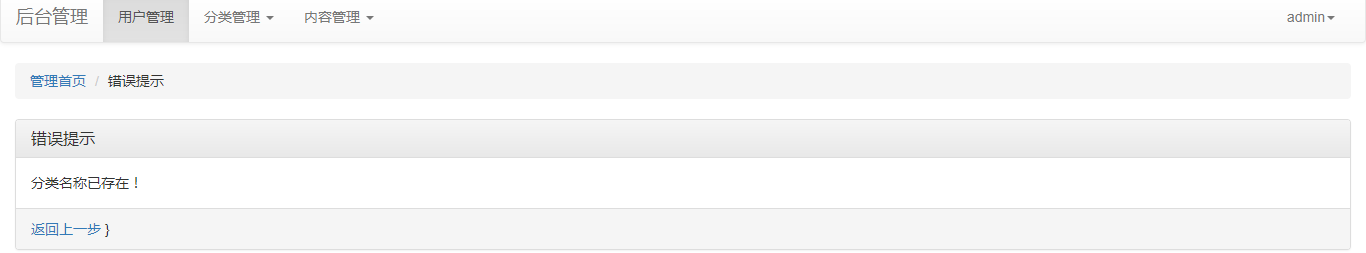 后台管理 用户管理 分类管理 内容管理 admin
管理首页 / 错误提示
错误提示
分类名称已存在！
返回上一步 }